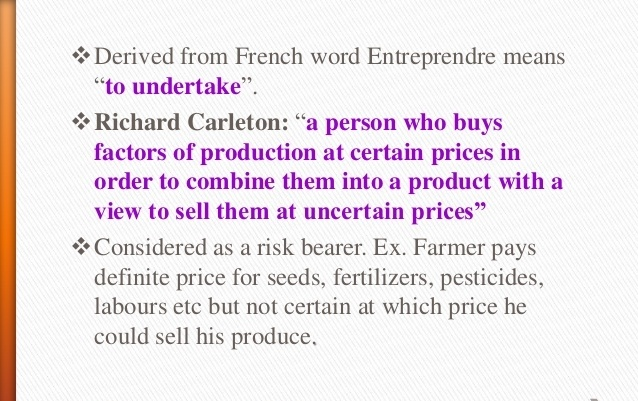 ❖Derived from French word Entreprendre means
“to undertake”.
❖Richard Carleton: “a person who buys
factors of production at certain prices in
order to combine them into a product with a
view to sell them at uncertain prices”
❖Considered as a risk bearer. Ex. Farmer pays
definite price for seeds, fertilizers, pesticides,
labours etc but not certain at which price he
could sell his produce.